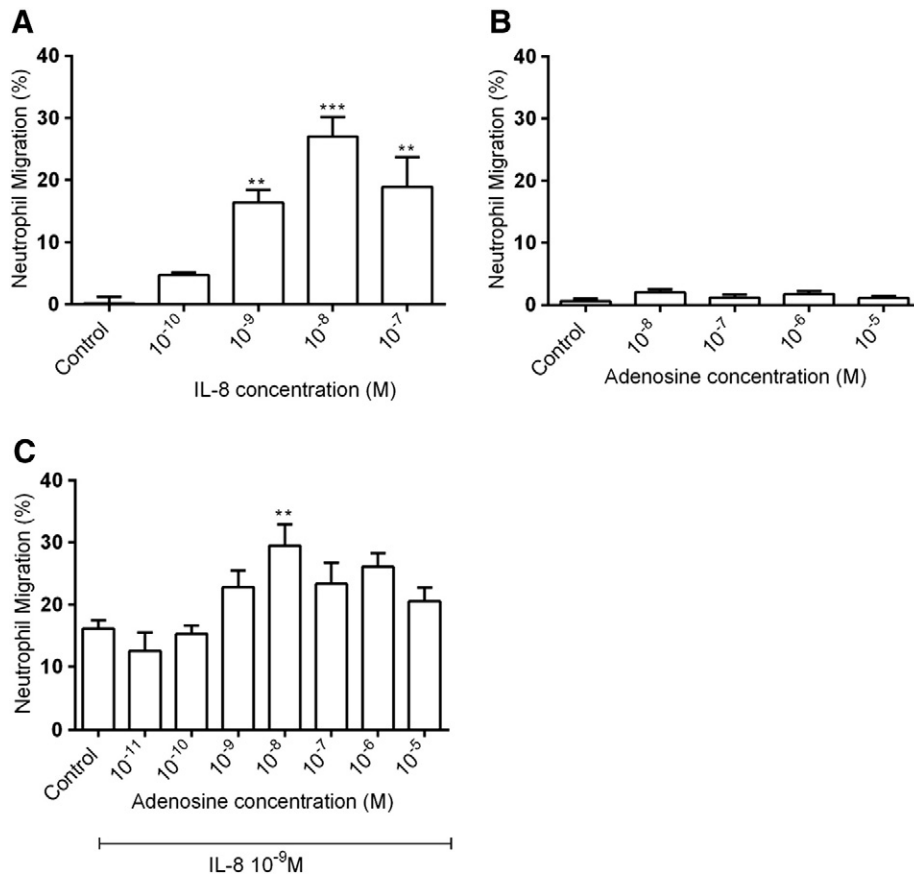 A
Neutrophil Migration (%)
40
30
20
10
0
**
***
**
Control
10⁻¹⁰
10⁻⁹
10⁻⁸
10⁻⁷
IL-8 concentration (M)
B
Neutrophil Migration (%)
40
30
20
10
0
Control
10⁻⁸
10⁻⁷
10⁻⁶
10⁻⁵
Adenosine concentration (M)
C
Neutrophil Migration (%)
40
30
20
10
0
**
Control
10⁻¹¹
10⁻¹⁰
10⁻⁹
10⁻⁸
10⁻⁷
10⁻⁶
10⁻⁵
Adenosine concentration (M)
IL-8 10⁻⁹M